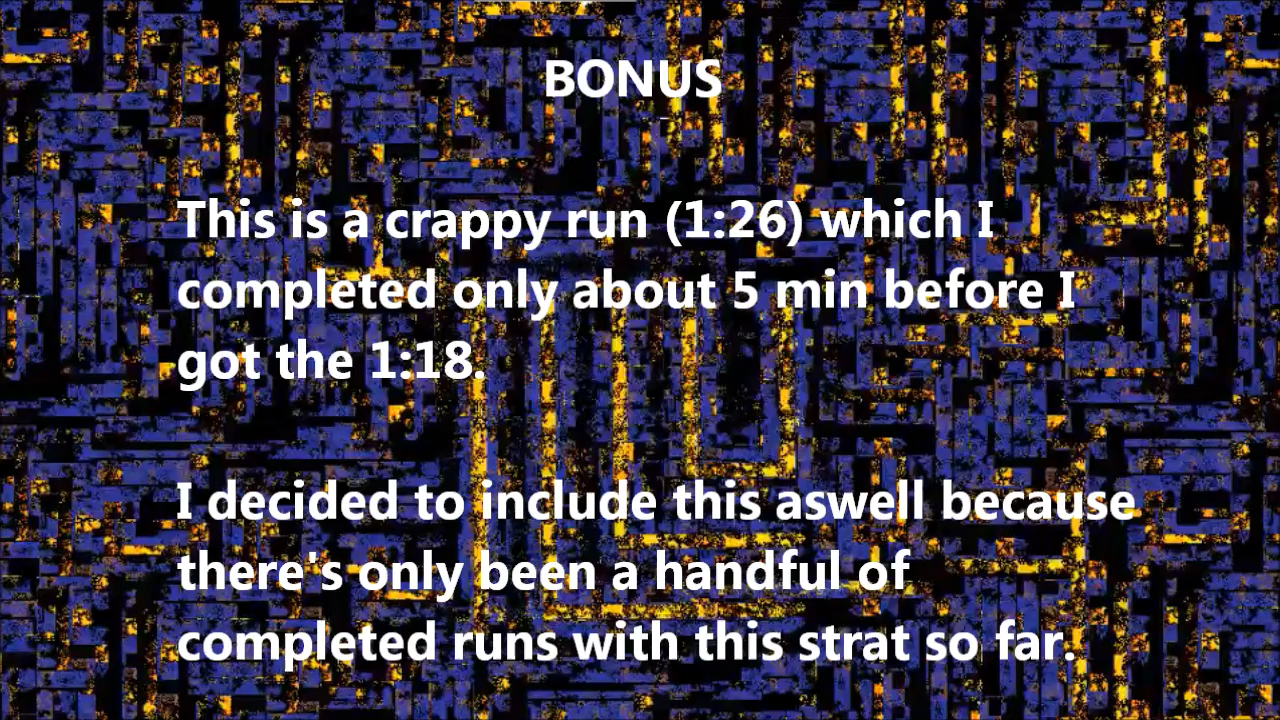 BONUS
This is a crappy run (1:26) which I
completed only about 5 min before I
got the 1:18.
I decided to include this aswell because
there's only been a handful of
completed runs with this strat so far.